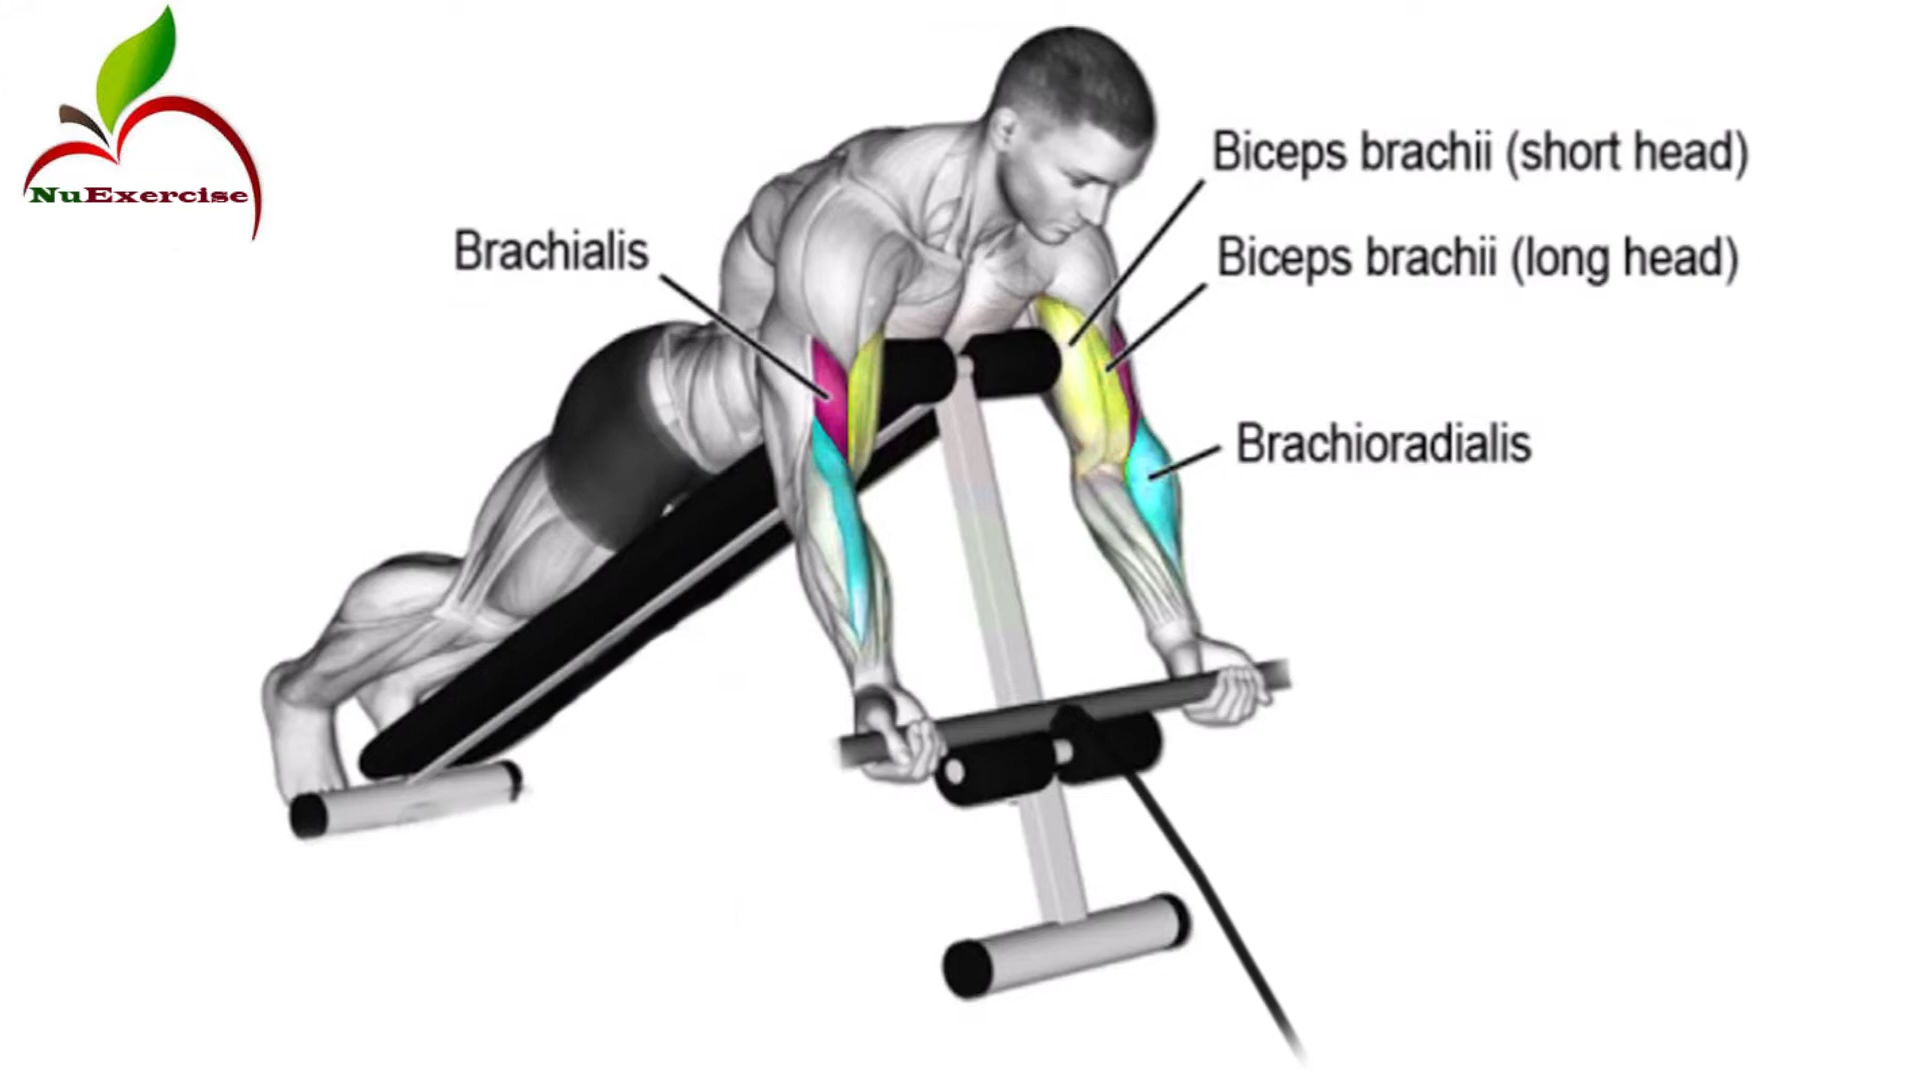 NuExercise
Biceps brachii (short head)
Brachialis
Biceps brachii (long head)
Brachioradialis